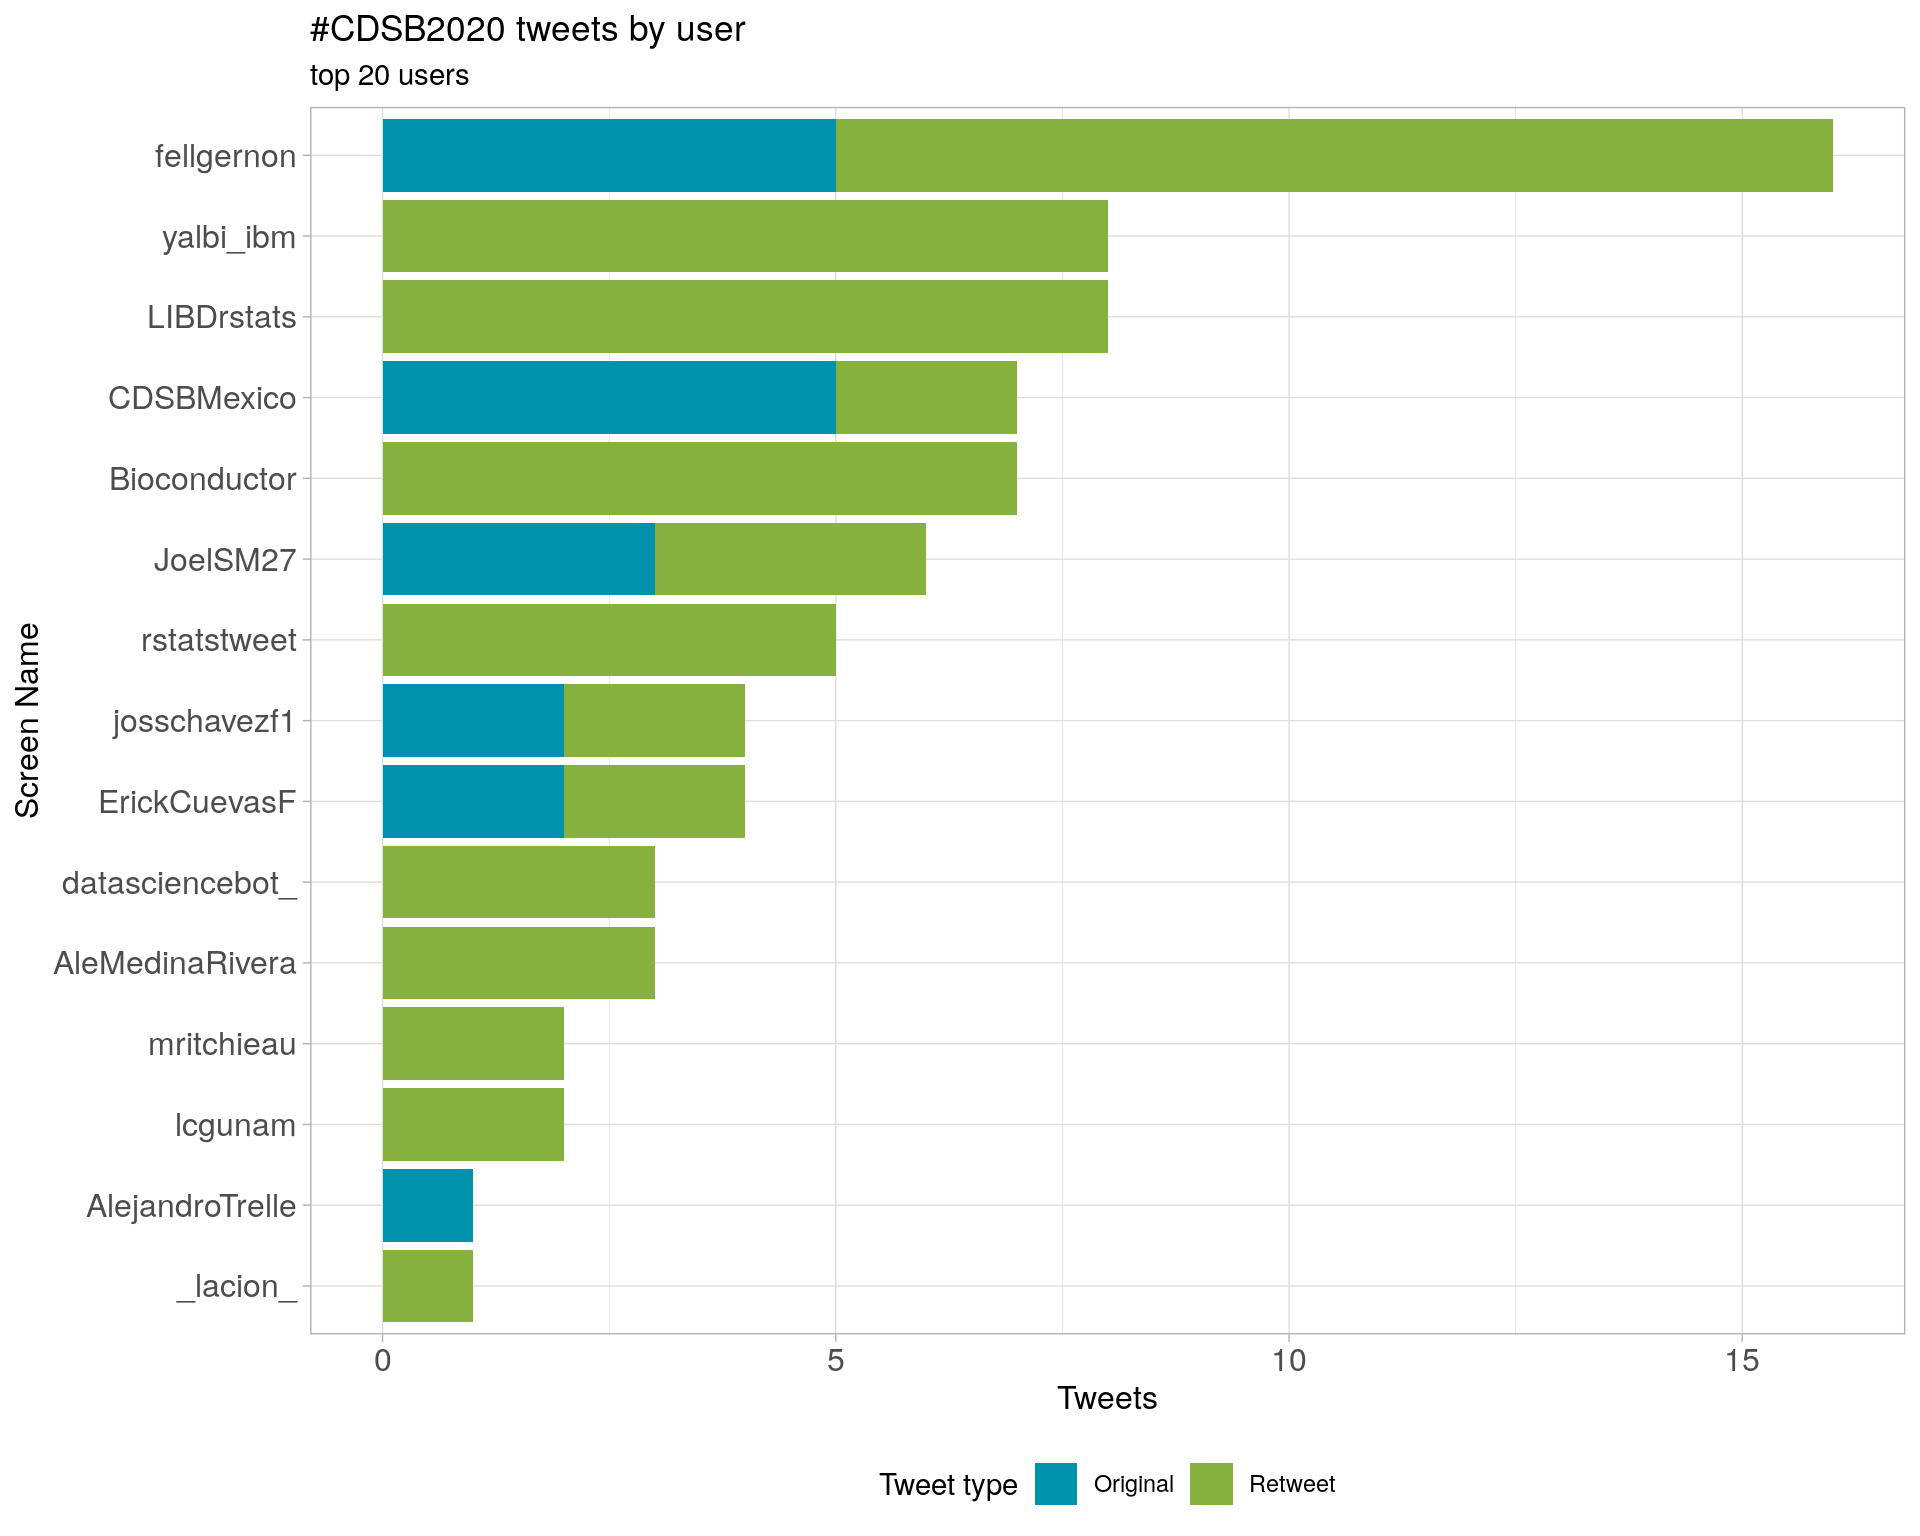 #CDSB2020 tweets by user
top 20 users
Screen Name
fellgernon
yalbi_ibm
LIBDrstats
CDSBMexico
Bioconductor
JoelSM27
rstatstweet
josschavezf1
ErickCuevasF
datasciencebot_
AleMedinaRivera
mritchieau
lcgunam
AlejandroTrelle
_lacion_
0 5 10 15
Tweets
Tweet type Original Retweet